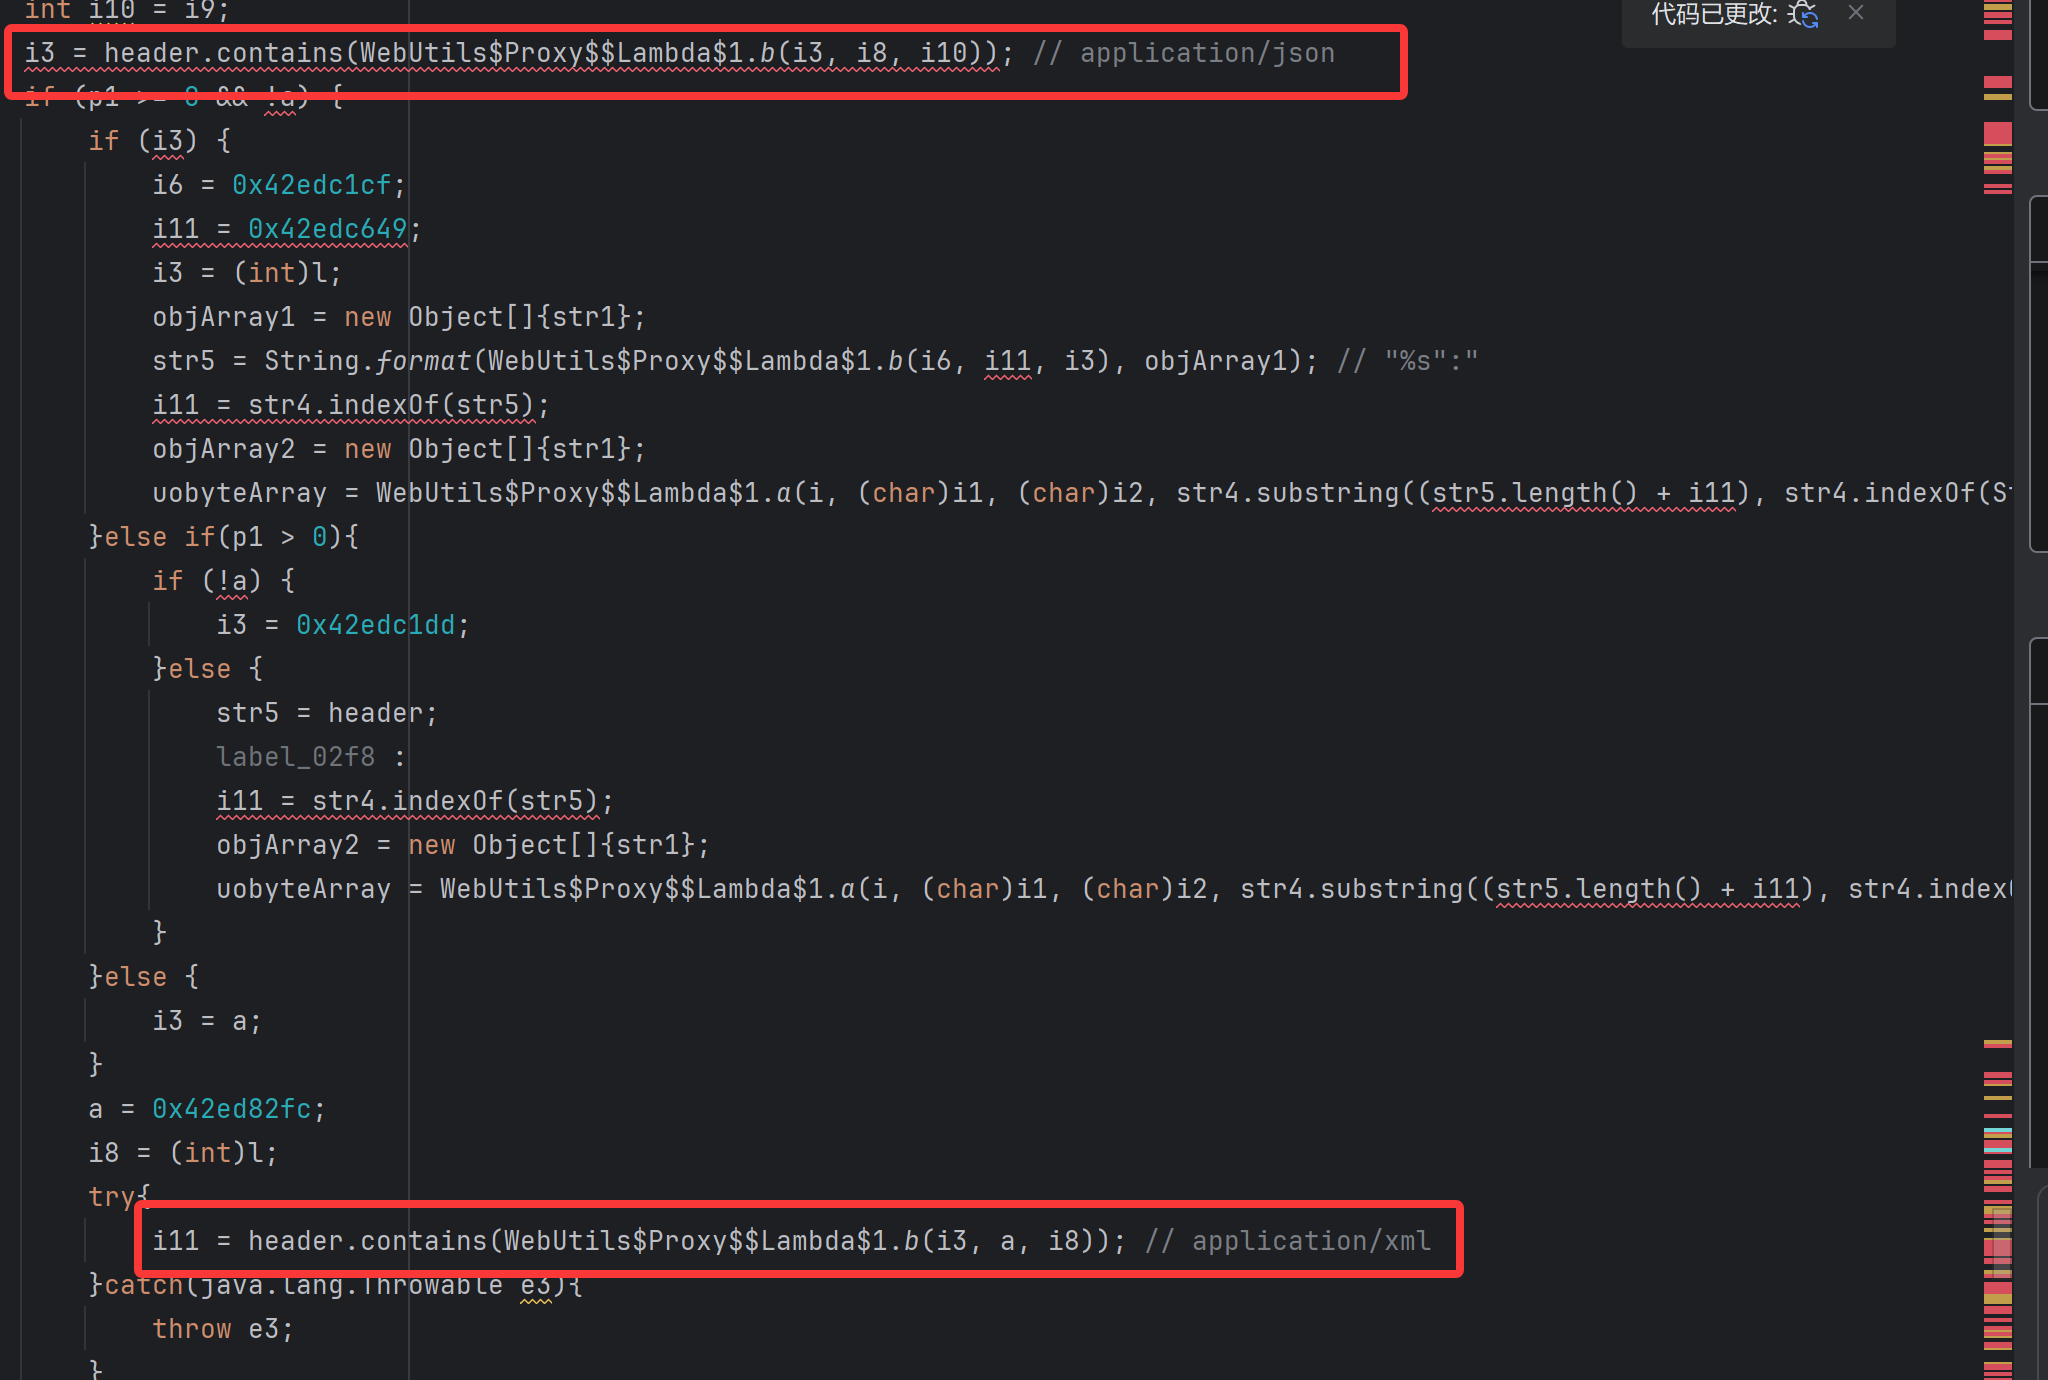 int i10 = i9;
代码已更改:
i3 = header.contains(WebUtils$Proxy$$Lambda$1.b(i3, i8, i10)); // application/json
if (p1 >= 0 && !a) {
if (i3) {
i6 = 0x42edc1cf;
i11 = 0x42edc649;
i3 = (int)l;
objArray1 = new Object[]{str1};
str5 = String.format(WebUtils$Proxy$$Lambda$1.b(i6, i11, i3), objArray1); // "%s":"
i11 = str4.indexOf(str5);
objArray2 = new Object[]{str1};
uobyteArray = WebUtils$Proxy$$Lambda$1.a(i, (char)i1, (char)i2, str4.substring((str5.length() + i11), str4.indexOf(S
}else if(p1 > 0){
if (!a) {
i3 = 0x42edc1dd;
}else {
str5 = header;
label_02f8 :
i11 = str4.indexOf(str5);
objArray2 = new Object[]{str1};
uobyteArray = WebUtils$Proxy$$Lambda$1.a(i, (char)i1, (char)i2, str4.substring((str5.length() + i11), str4.index
}
}else {
i3 = a;
}
a = 0x42ed82fc;
i8 = (int)l;
try{
i11 = header.contains(WebUtils$Proxy$$Lambda$1.b(i3, a, i8)); // application/xml
}catch(java.lang.Throwable e3){
throw e3;
}